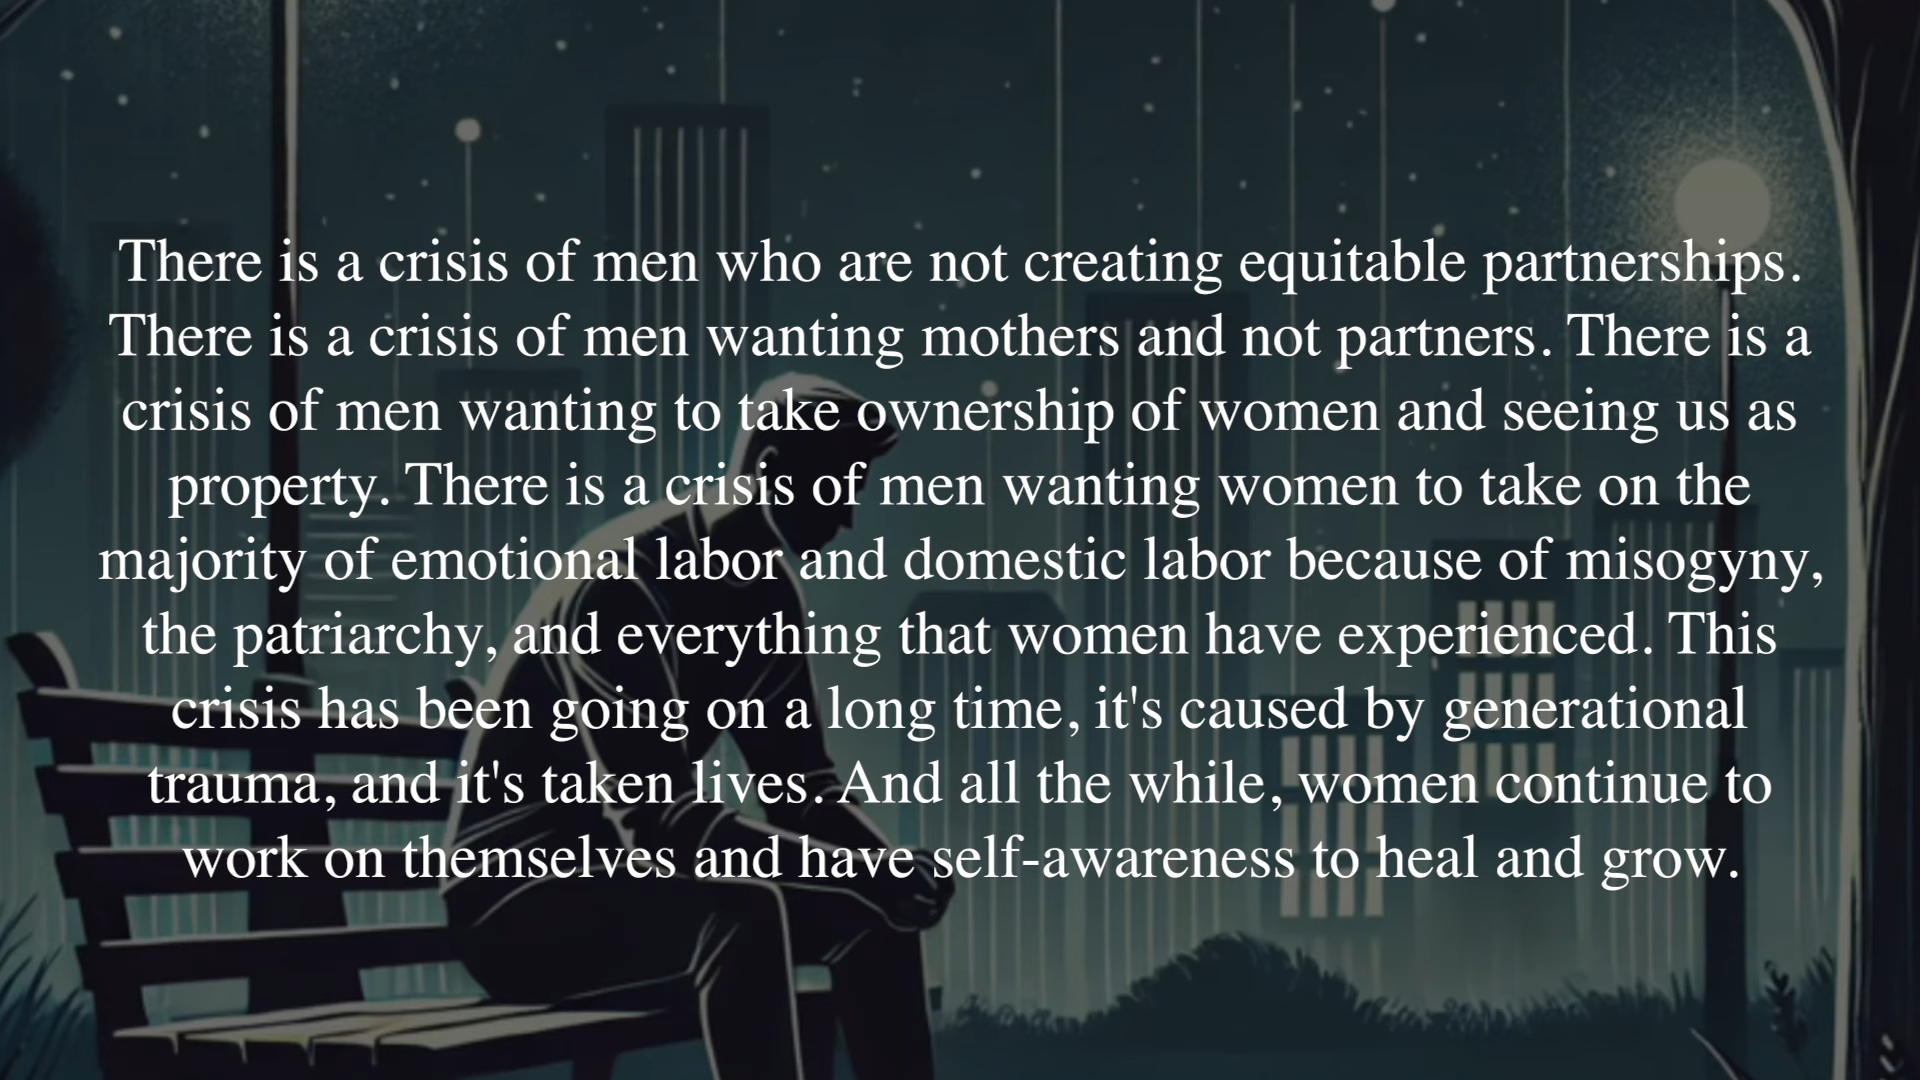 There is a crisis of men who are not creating equitable partnerships.
There is a crisis of men wanting mothers and not partners. There is a
crisis of men wanting to take ownership of women and seeing us as
property. There is a crisis of men wanting women to take on the
majority of emotional labor and domestic labor because of misogyny,
the patriarchy, and everything that women have experienced. This
crisis has been going on a long time, it's caused by generational
trauma, and it's taken lives. And all the while, women continue to
work on themselves and have self-awareness to heal and grow.